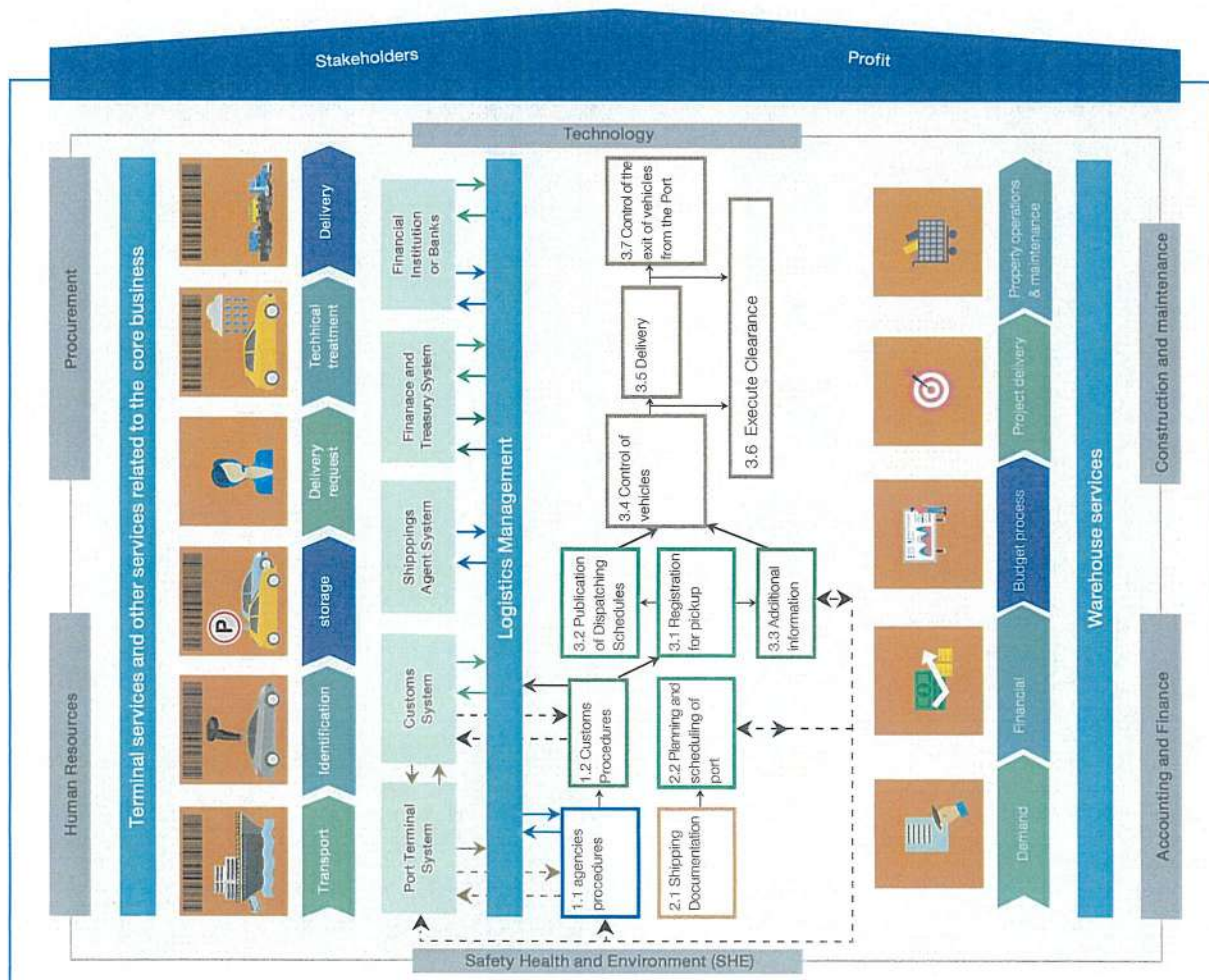 Stakeholders
Profit
Technology
Procurement
Human Resources
Terminal services and other services related to the core business
Transport
Identification
storage
Delivery
request
Techhical
treatment
Delivery
Port Terminal
System
Customs
System
Shippings
Agent System
Finanace and
Treasury System
Financial
Institution
or Banks
Logistics Management
1.1 agencies
procedures
1.2 Customs
Procedures
2.1 Shipping
Documentation
2.2 Planning and
scheduling of
port
3.2 Publication
of Dispatching
Schedules
3.1 Registration
for pickup
3.3 Additional
information
3.4 Control of
vehicles
3.5 Delivery
3.6 Execute Clearance
3.7 Control of the
exit of vehicles
from the Port
P
Demand
Financial
Budget process
Project delivery
Property operations
& maintenance
Warehouse services
Accounting and Finance
Construction and maintenance
Safety Health and Environment (SHE)